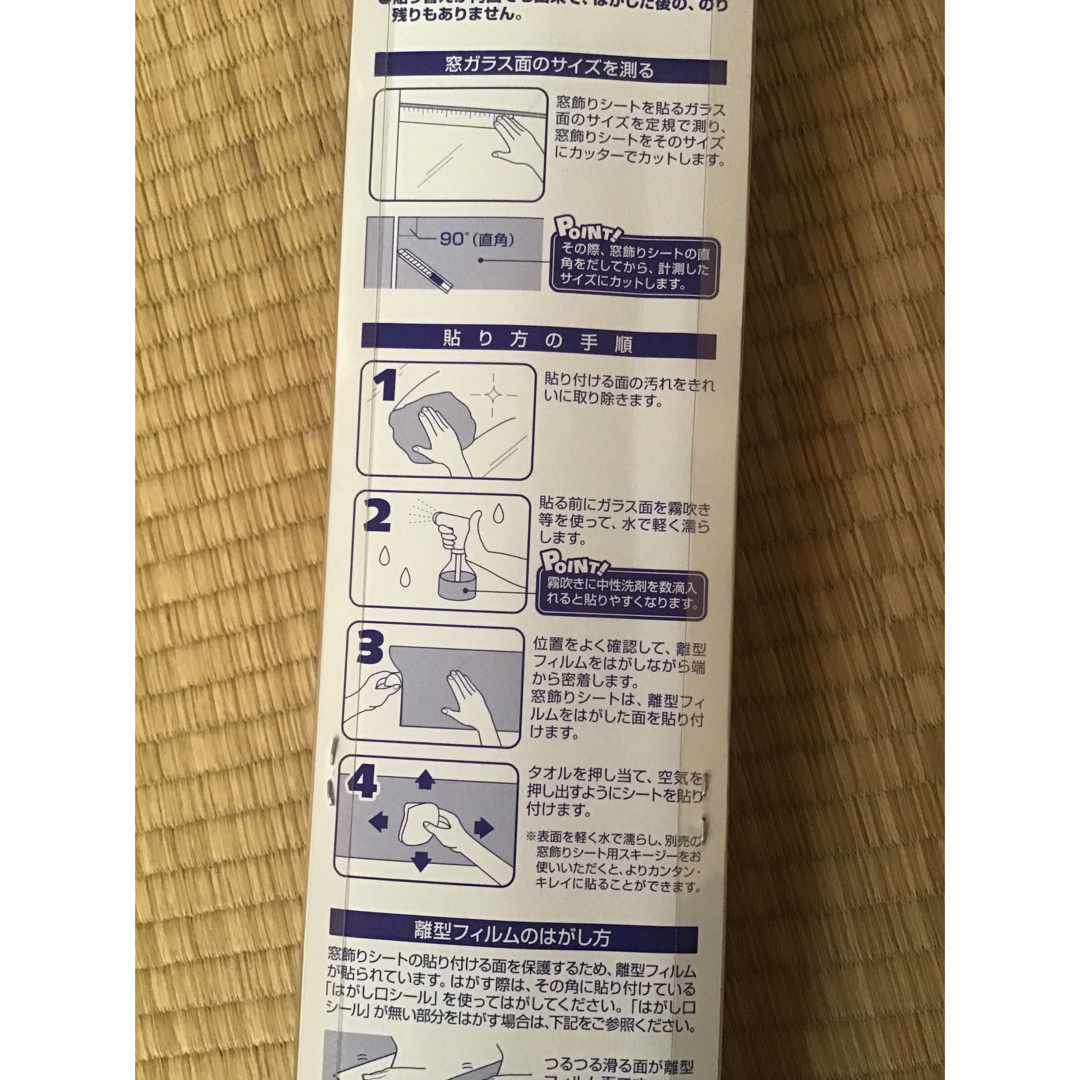 ●貼り替えが何回でも出来て、はがした後の、のり
残りもありません。
窓ガラス面のサイズを測る
窓飾りシートを貼るガラス
面のサイズを定規で測り、
窓飾りシートをそのサイズ
にカッターでカットします。
90°(直角)
POINT!
その際、窓飾りシートの直
角をだしてから、計測した
サイズにカットします。
貼り方の手順
1
貼り付ける面の汚れをきれ
いに取り除きます。
2
貼る前にガラス面を霧吹き
等を使って、水で軽く濡ら
します。
POINT!
霧吹きに中性洗剤を数滴入
れると貼りやすくなります。
3
位置をよく確認して、離型
フィルムをはがしながら端
から密着します。
窓飾りシートは、離型フィ
ルムをはがした面を貼り付
けます。
4
タオルを押し当て、空気を
押し出すようにシートを貼り
付けます。
※表面を軽く水で濡らし、別売の
窓飾りシート用スキージーをお
使いいただくと、よりカンタン・
キレイに貼ることができます。
離型フィルムのはがし方
窓飾りシートの貼り付ける面を保護するため、離型フィルム
が貼られています。はがす際は、その角に貼り付けている
「はがし口シール」を使ってはがしてください。「はがし口
シール」が無い部分をはがす場合は、下記をご参照ください。
つるつる滑る面が離型